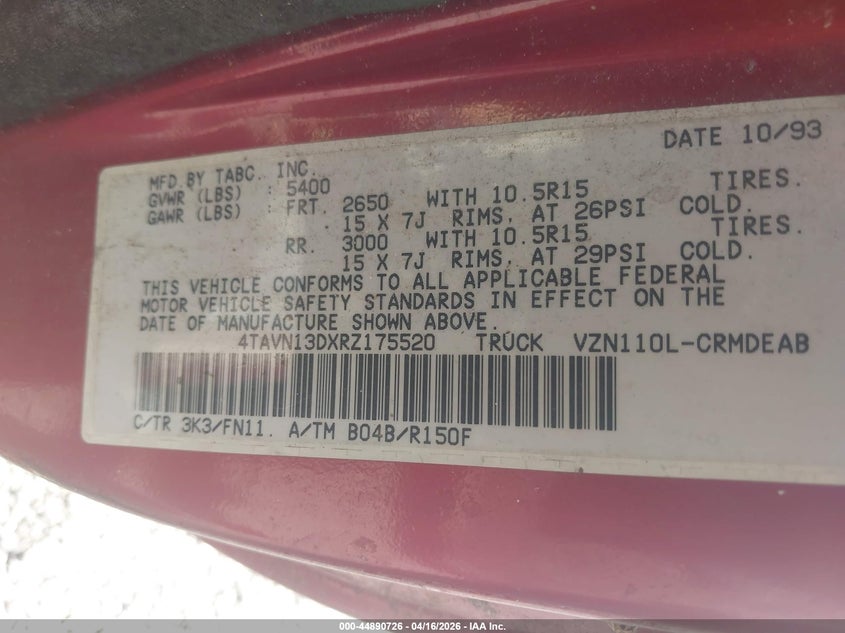 DATE 10/93
MFD.BY TABC. INC.
GVWR (LBS) : 5400
GAWR (LBS) : FRT. 2650 WITH 10.5R15 TIRES.
15 X 7J RIMS, AT 26PSI COLD.
RR. 3000 WITH 10.5R15 TIRES.
15 X 7J RIMS, AT 29PSI COLD.
THIS VEHICLE CONFORMS TO ALL APPLICABLE FEDERAL
MOTOR VEHICLE SAFETY STANDARDS IN EFFECT ON THE
DATE OF MANUFACTURE SHOWN ABOVE.
4TAVN13DXRZ175520 TRUCK VZN110L-CRMDEAB
C/TR 3K3/FN11. A/TM B04B/R150F
000-44890726 - 04/16/2026 - IAA Inc.